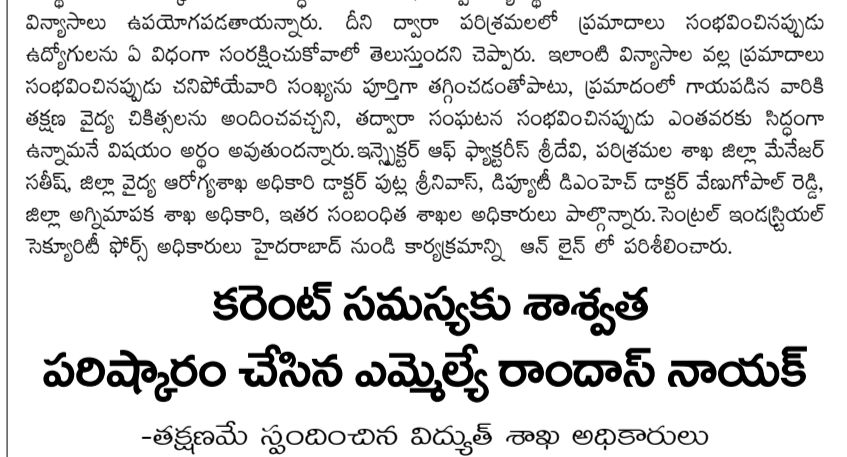 విన్యాసాలు ఉపయోగపడతాయన్నారు. దీని ద్వారా పరిశ్రమలలో ప్రమాదాలు సంభవించినప్పుడు
ఉద్యోగులను ఏ విధంగా సంరక్షించుకోవాలో తెలుస్తుందని చెప్పారు. ఇలాంటి విన్యాసాల వల్ల ప్రమాదాలు
సంభవించినప్పుడు చనిపోయేవారి సంఖ్యను పూర్తిగా తగ్గించడంతోపాటు, ప్రమాదంలో గాయపడిన వారికి
తక్షణ వైద్య చికిత్సలను అందించవచ్చని, తద్వారా సంఘటన సంభవించినప్పుడు ఎంతవరకు సిద్ధంగా
ఉన్నామనే విషయం అర్థం అవుతుందన్నారు.ఇన్స్పెక్టర్ ఆఫ్ ఫ్యాక్టరీస్ శ్రీదేవి, పరిశ్రమల శాఖ జిల్లా మేనేజర్
సతీష్, జిల్లా వైద్య ఆరోగ్యశాఖ అధికారి డాక్టర్ పుట్ల శ్రీనివాస్, డిప్యూటీ డిఎంహెచ్ డాక్టర్ వేణుగోపాల్ రెడ్డి,
జిల్లా అగ్నిమాపక శాఖ అధికారి, ఇతర సంబంధిత శాఖల అధికారులు పాల్గొన్నారు.సెంట్రల్ ఇండస్ట్రియల్
సెక్యూరిటీ ఫోర్స్ అధికారులు హైదరాబాద్ నుండి కార్యక్రమాన్ని ఆన్ లైన్ లో పరిశీలించారు.
కరెంట్ సమస్యకు శాశ్వత
పరిష్కారం చేసిన ఎమ్మెల్యే రాందాస్ నాయక్
-తక్షణమే స్పందించిన విద్యుత్ శాఖ అధికారులు